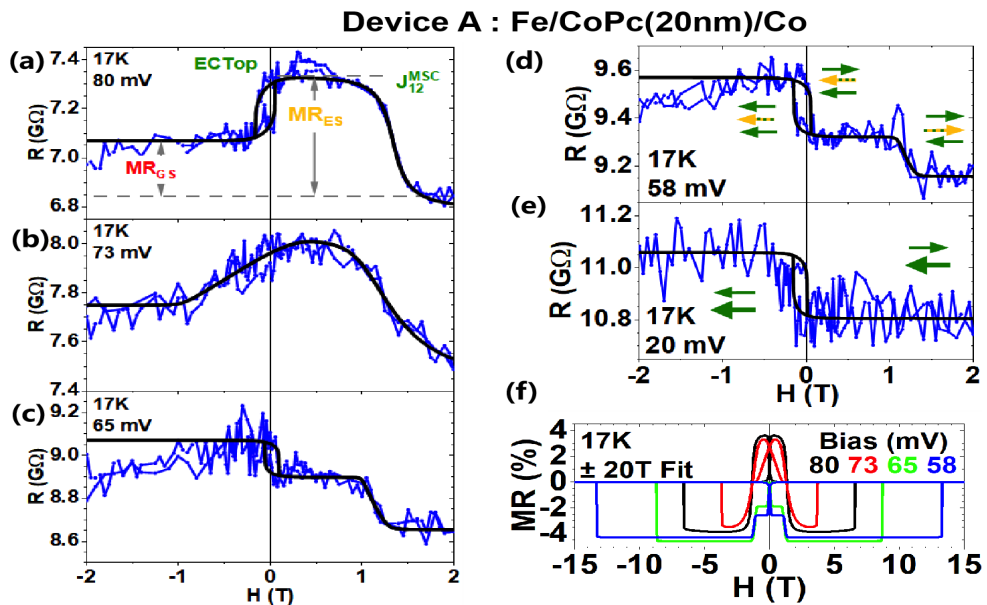 Device A : Fe/CoPc(20nm)/Co
(a)
17K
80 mV
ECTop
J12^MSC
MR_ES
MR_GS
R (GΩ)
7.4
7.2
7.0
6.8
(b)
17K
73 mV
R (GΩ)
8.0
7.8
7.6
7.4
(c)
17K
65 mV
R (GΩ)
9.2
9.0
8.8
8.6
-2 -1 0 1 2
H (T)
(d)
17K
58 mV
R (GΩ)
9.6
9.4
9.2
(e)
17K
20 mV
R (GΩ)
11.2
11.0
10.8
-2 -1 0 1 2
H (T)
(f)
17K
± 20T Fit
Bias (mV)
80 73 65 58
MR (%)
4
2
0
-2
-4
-15 -10 -5 0 5 10 15
H (T)